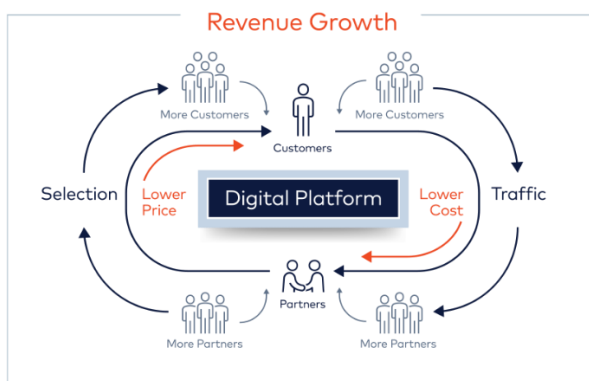 Revenue Growth
More Customers
More Customers
Customers
Selection
Lower
Price
Digital Platform
Lower
Cost
Traffic
Partners
More Partners
More Partners